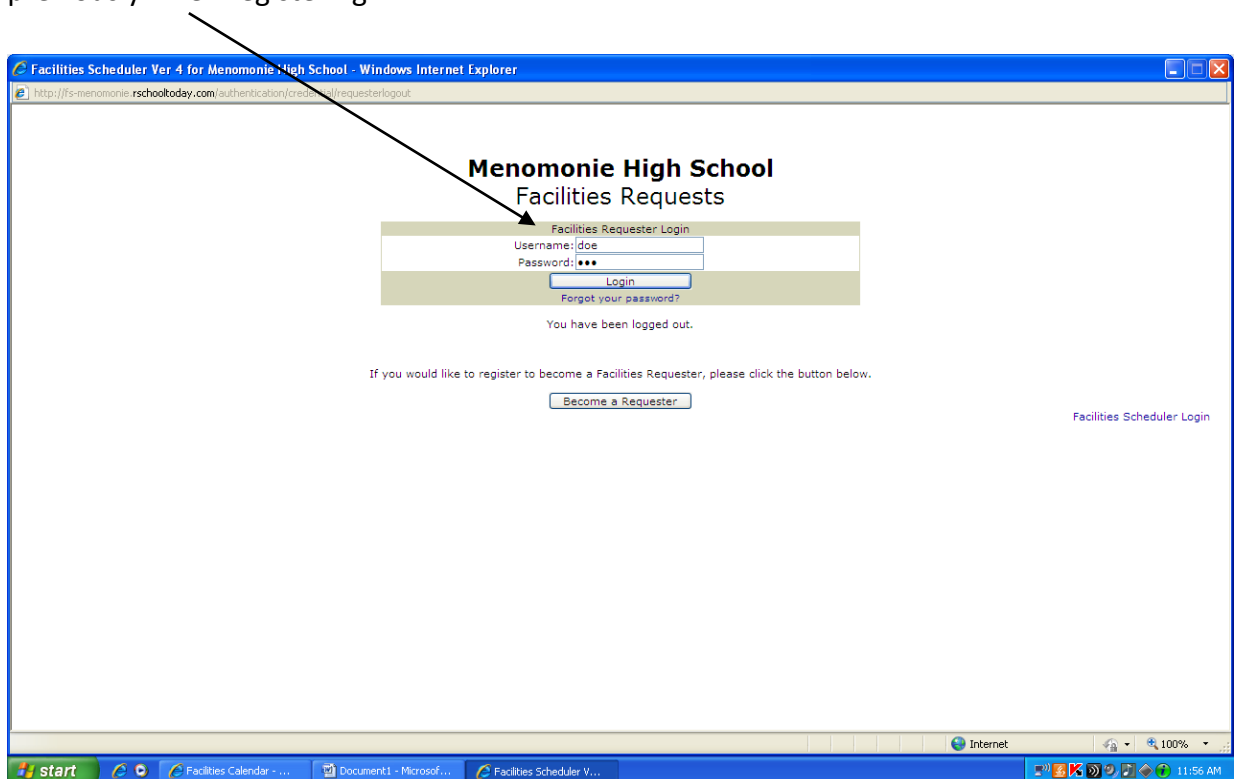 Facilities Scheduler Ver 4 for Menomonie High School - Windows Internet Explorer
http://fs-menomonie.rschooltoday.com/authentication/credential/requesterlogout
Menomonie High School
Facilities Requests
Facilities Requester Login
Username: doe
Password: •••
Login
Forgot your password?
You have been logged out.
If you would like to register to become a Facilities Requester, please click the button below.
Become a Requester
Facilities Scheduler Login
Internet 100%
start Facilities Calendar - ... Document1 - Microsof... Facilities Scheduler V... 11:56 AM